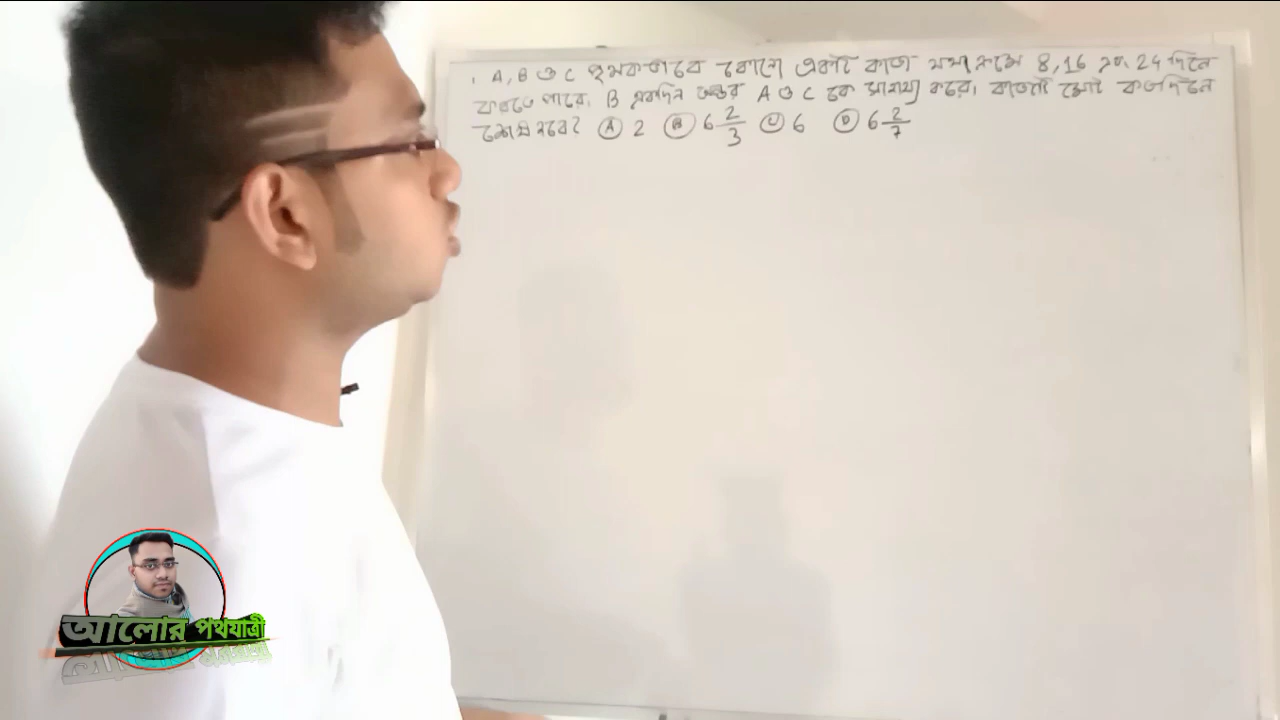 . A, B ও C পৃথকভাবে কোনো একটি কাজ যথাক্রমে 8, 16 ও 24 দিনে
করতে পারে। B একদিন অন্তর A ও C কে সাহায্য করে। কাজটি মোট কতদিনে
শেষ হবে? Ⓐ 2 Ⓑ 6 2/3 Ⓒ 6 Ⓓ 6 2/7
আলোর পথযাত্রী